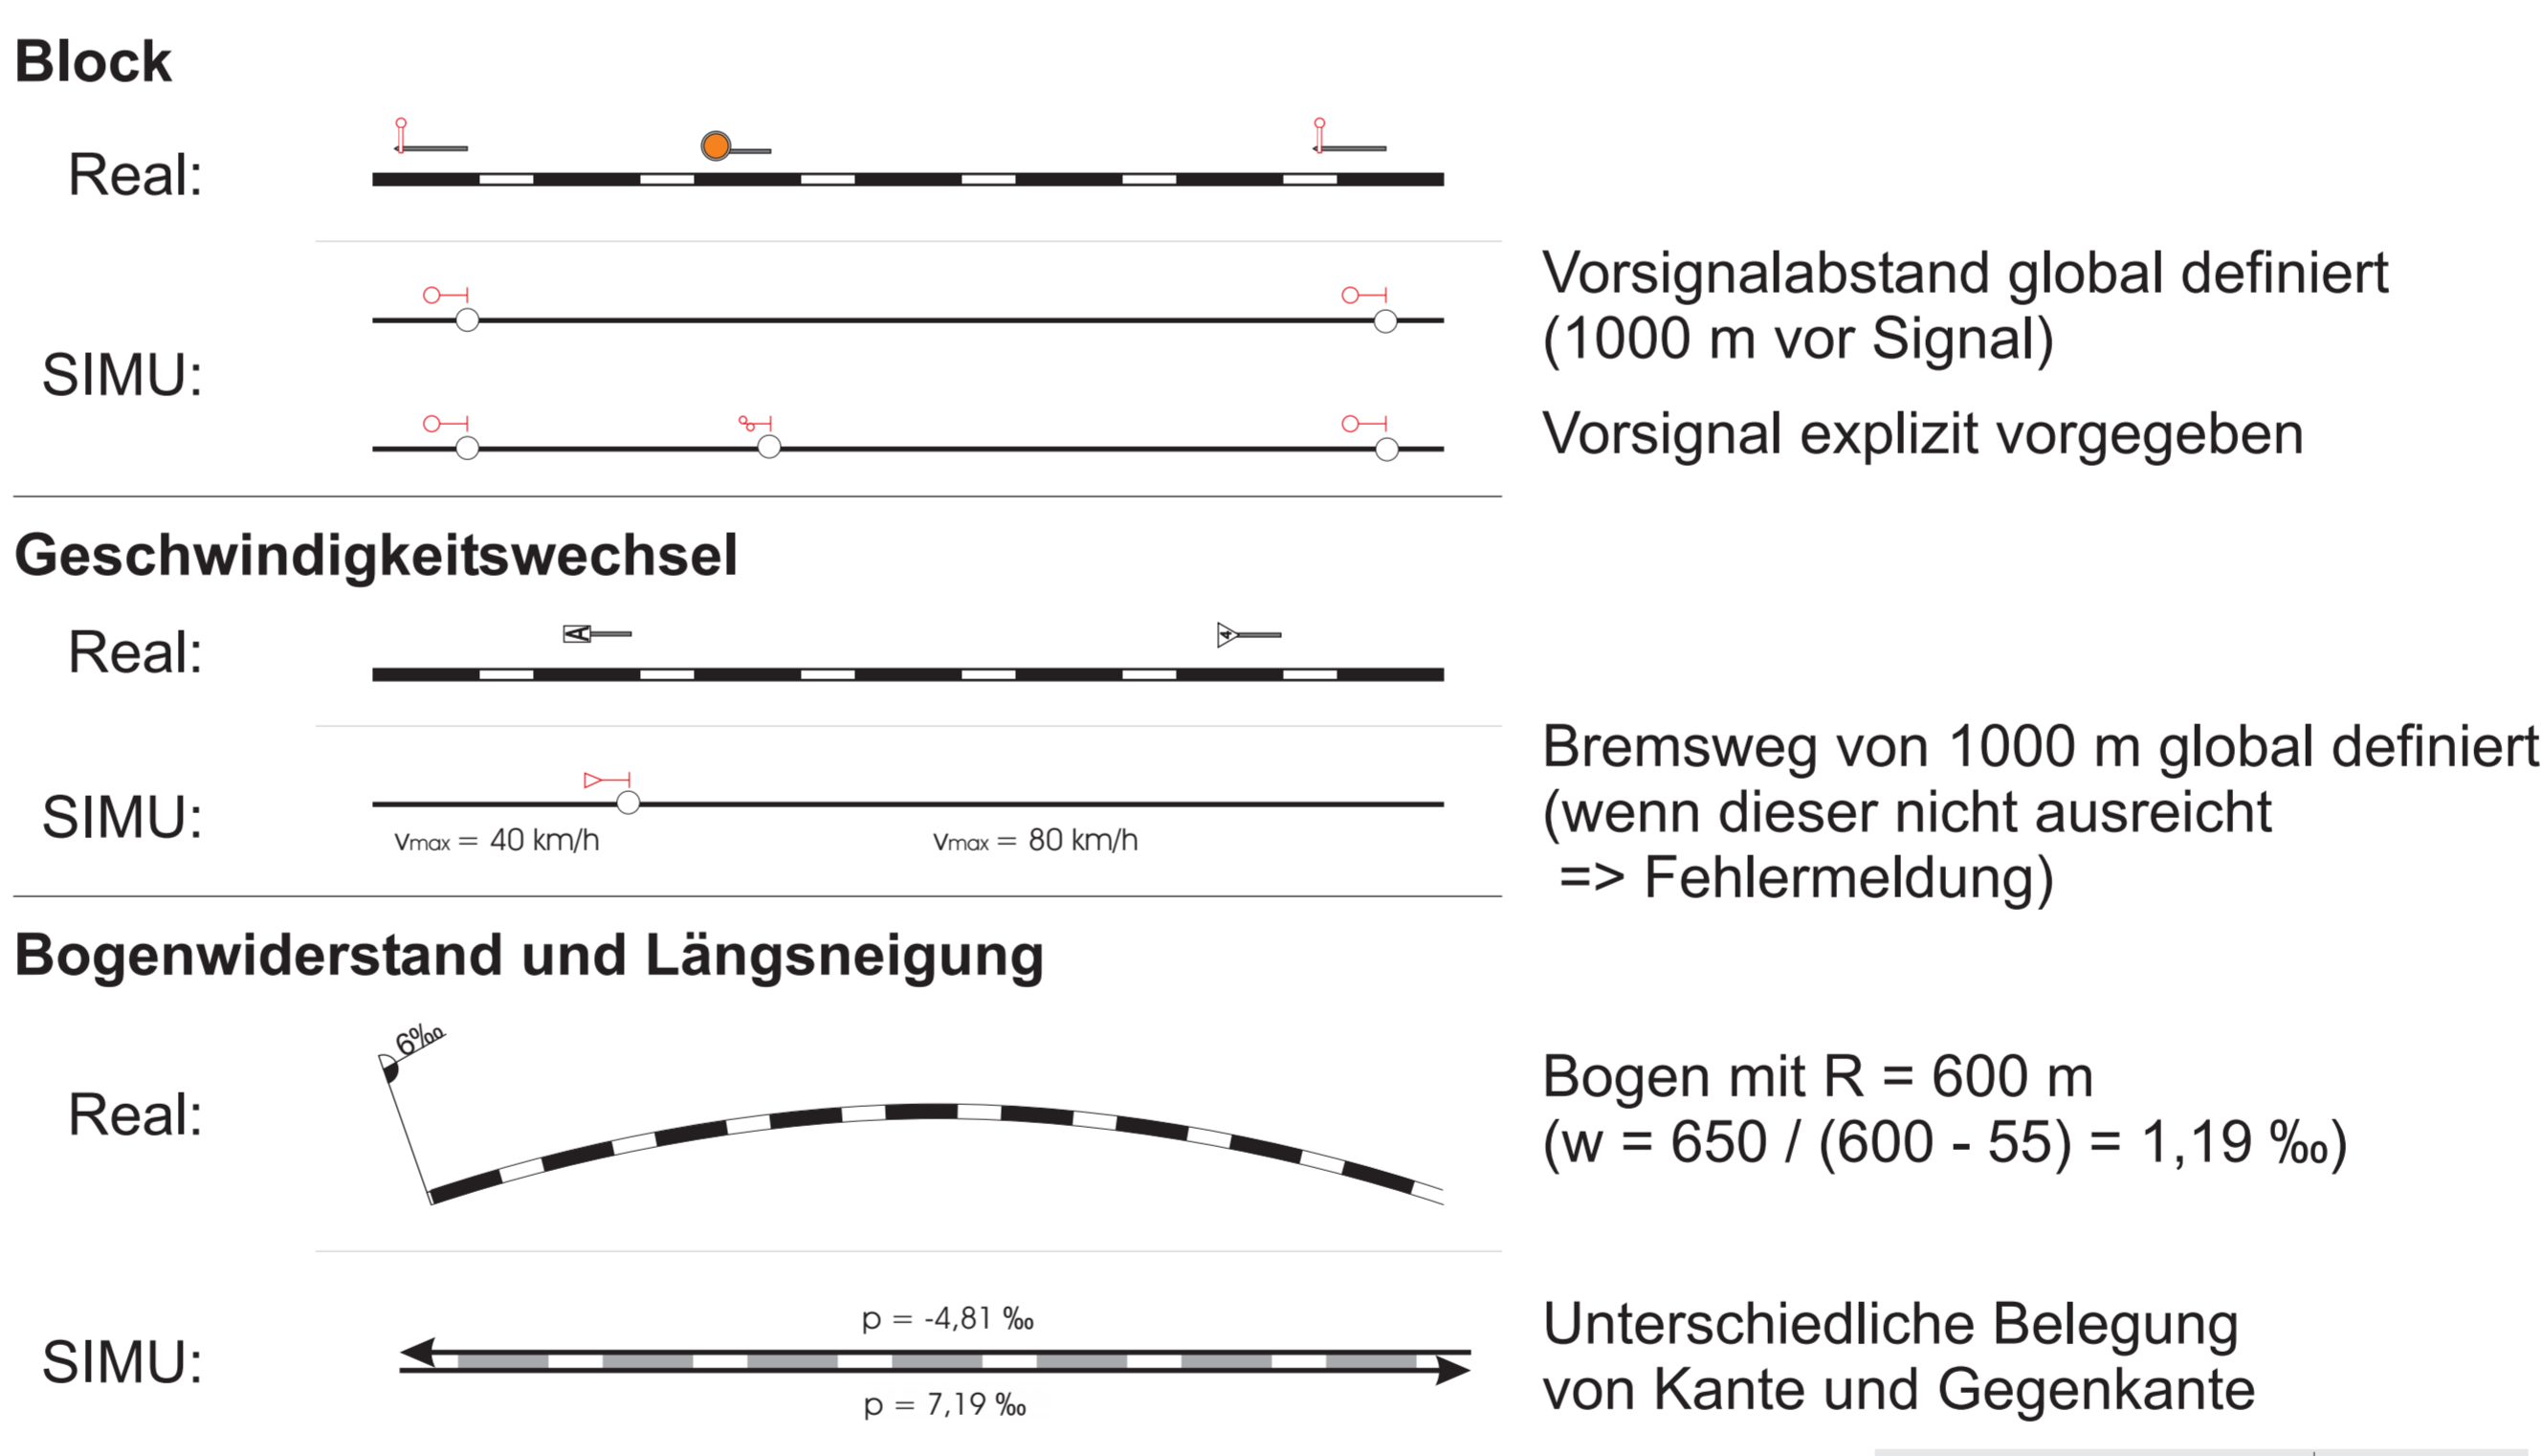 Block
Real:
SIMU:
Vorsignalabstand global definiert
(1000 m vor Signal)
Vorsignal explizit vorgegeben
Geschwindigkeitswechsel
Real:
A
4
SIMU:
vmax = 40 km/h
vmax = 80 km/h
Bremsweg von 1000 m global definiert
(wenn dieser nicht ausreicht
=> Fehlermeldung)
Bogenwiderstand und Längsneigung
Real:
6‰
Bogen mit R = 600 m
(w = 650 / (600 - 55) = 1,19 ‰)
SIMU:
p = -4,81 ‰
p = 7,19 ‰
Unterschiedliche Belegung
von Kante und Gegenkante